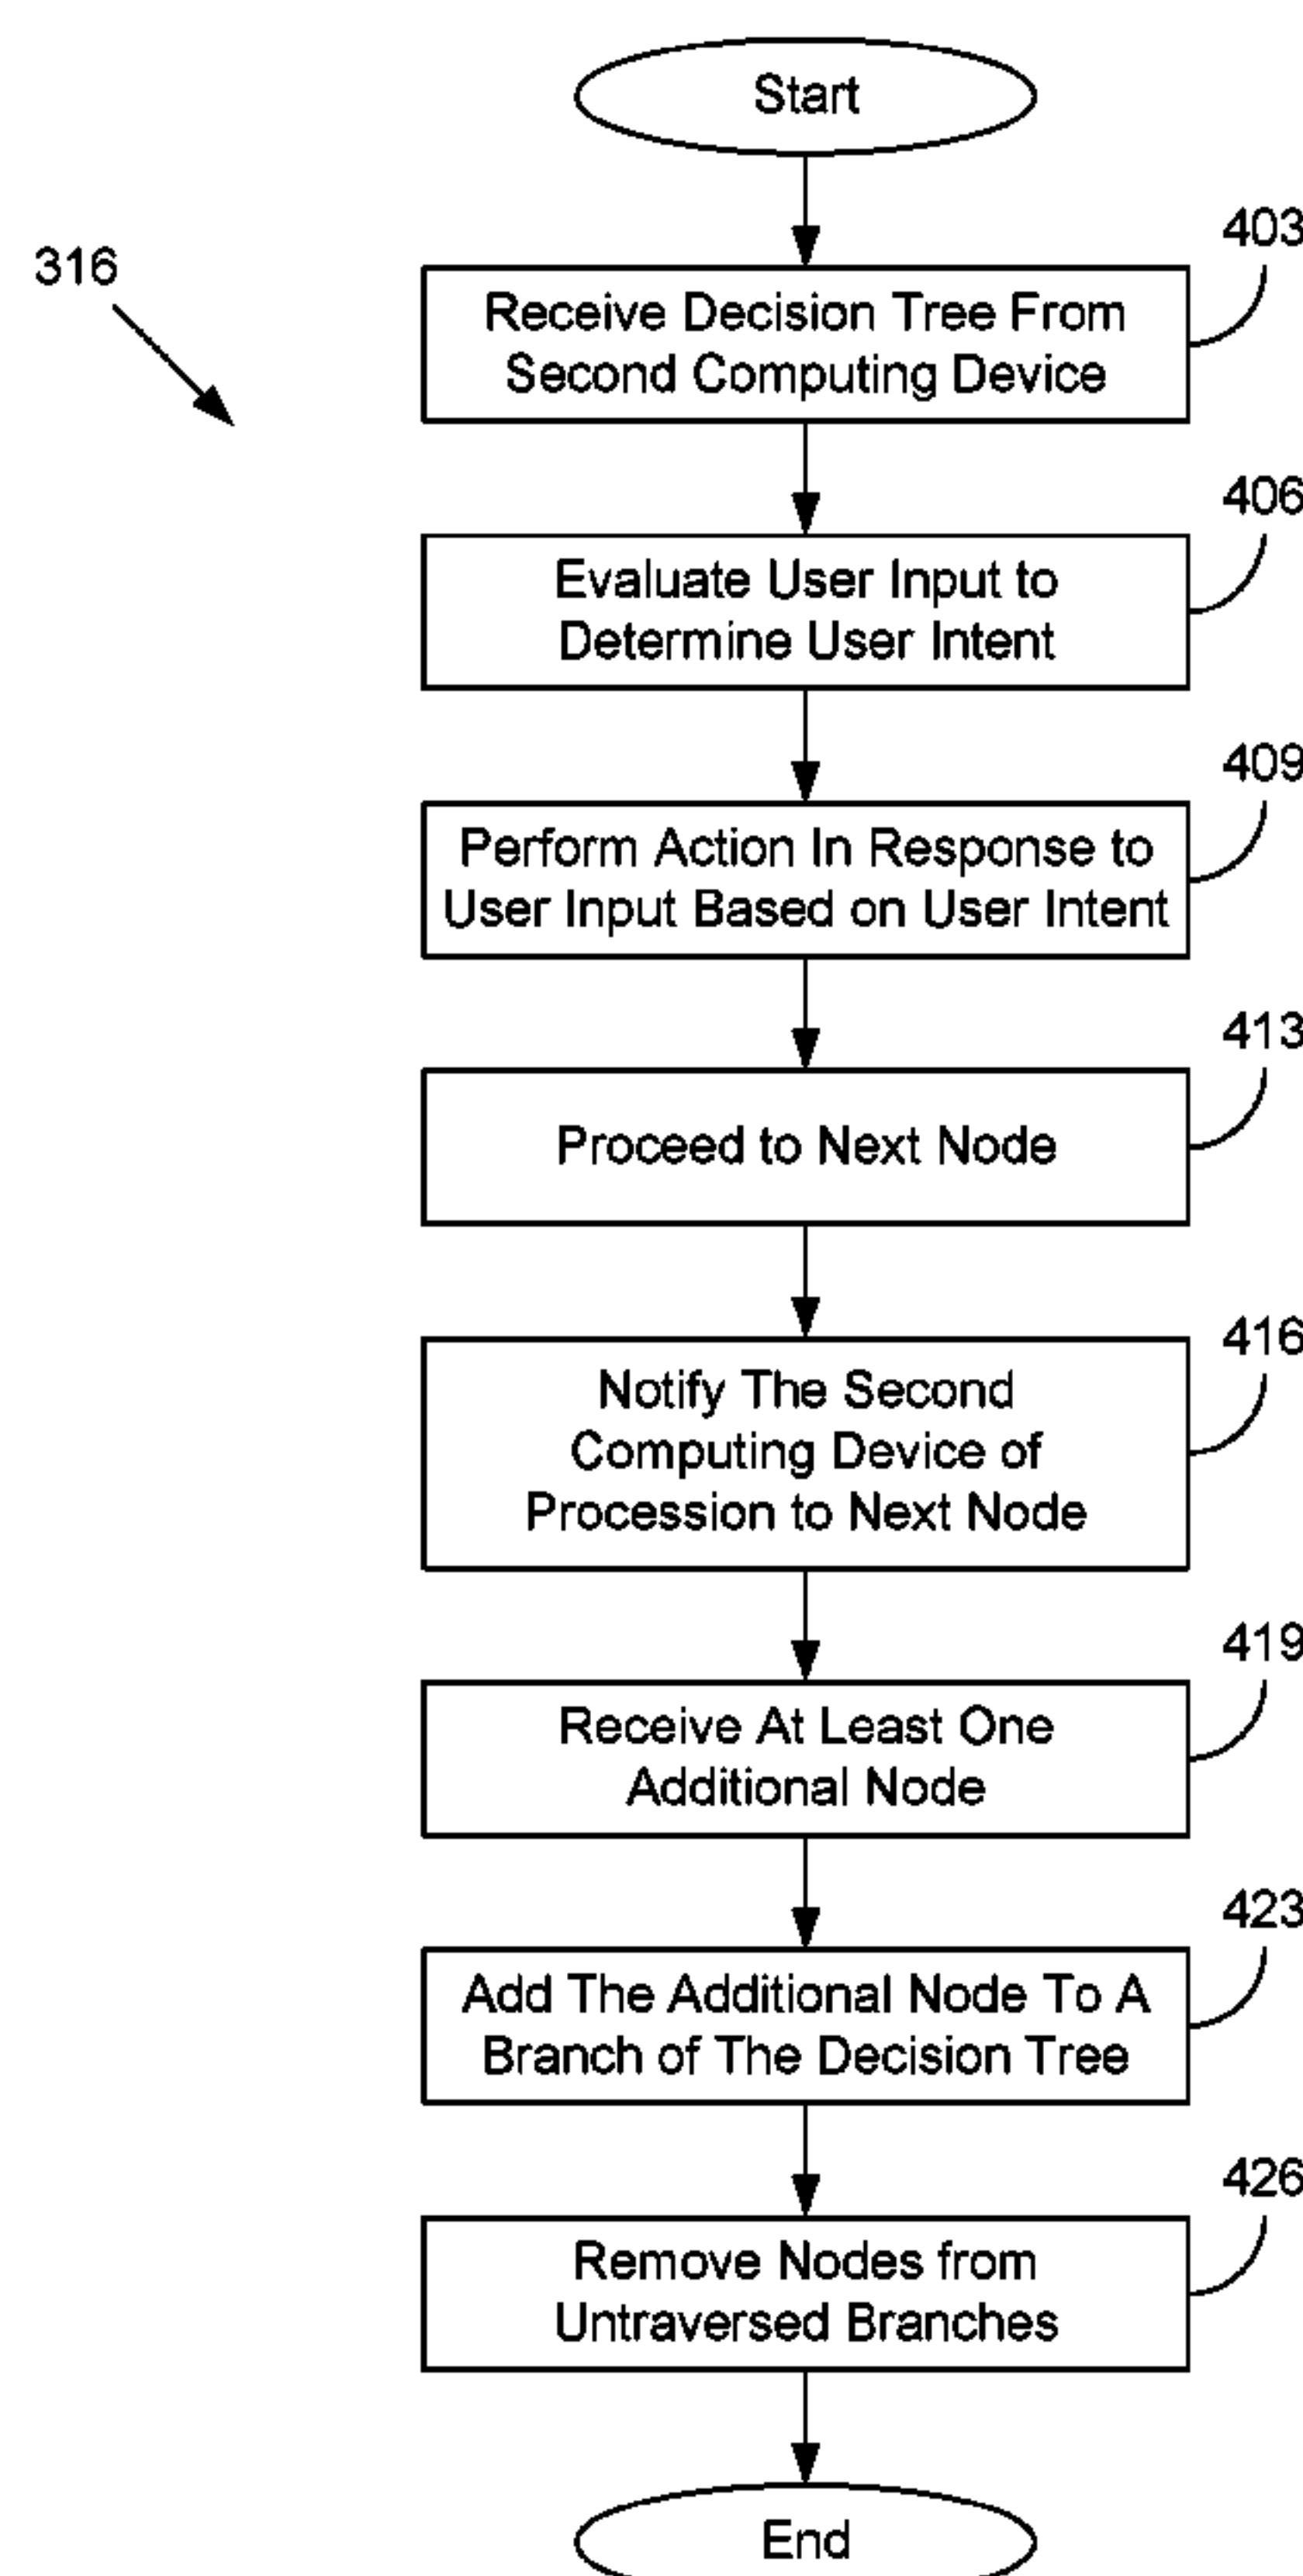 Start
316
403
Receive Decision Tree From
Second Computing Device
406
Evaluate User Input to
Determine User Intent
409
Perform Action In Response to
User Input Based on User Intent
413
Proceed to Next Node
416
Notify The Second
Computing Device of
Procession to Next Node
419
Receive At Least One
Additional Node
423
Add The Additional Node To A
Branch of The Decision Tree
426
Remove Nodes from
Untraversed Branches
End